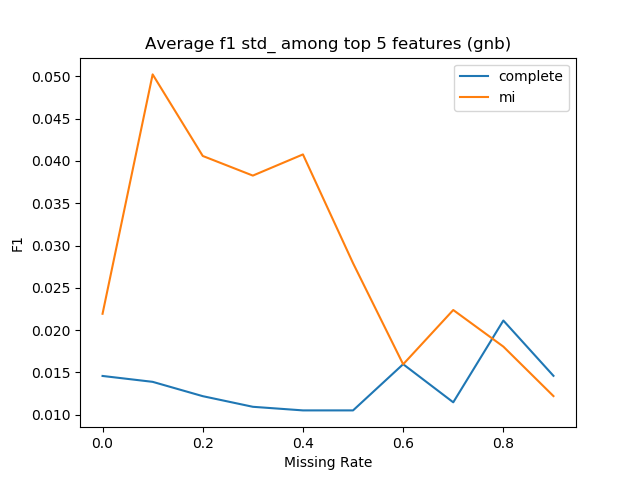 Average f1 std_ among top 5 features (gnb)
complete
mi
0.050
0.045
0.040
0.035
0.030
0.025
0.020
0.015
0.010
F1
0.0 0.2 0.4 0.6 0.8
Missing Rate